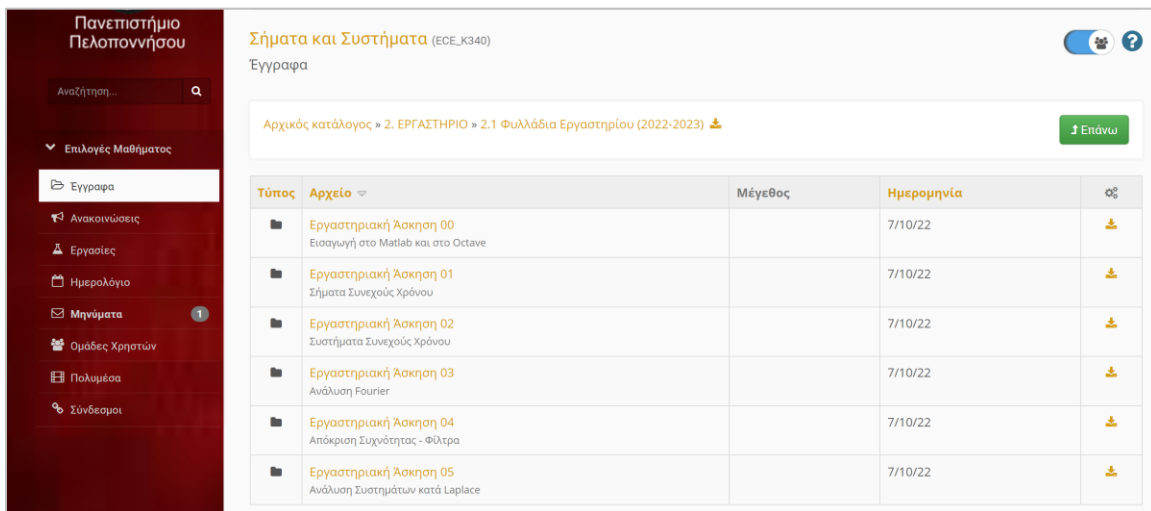 Πανεπιστήμιο
Πελοποννήσου
Αναζήτηση...
Επιλογές Μαθήματος
Έγγραφα
Ανακοινώσεις
Εργασίες
Ημερολόγιο
Μηνύματα 1
Ομάδες Χρηστών
Πολυμέσα
Σύνδεσμοι
Σήματα και Συστήματα (ECE_K340)
Έγγραφα
Αρχικός κατάλογος » 2. ΕΡΓΑΣΤΗΡΙΟ » 2.1 Φυλλάδια Εργαστηρίου (2022-2023)
Επάνω
Τύπος Αρχείο Μέγεθος Ημερομηνία
Εργαστηριακή Άσκηση 00 7/10/22
Εισαγωγή στο Matlab και στο Octave
Εργαστηριακή Άσκηση 01 7/10/22
Σήματα Συνεχούς Χρόνου
Εργαστηριακή Άσκηση 02 7/10/22
Συστήματα Συνεχούς Χρόνου
Εργαστηριακή Άσκηση 03 7/10/22
Ανάλυση Fourier
Εργαστηριακή Άσκηση 04 7/10/22
Απόκριση Συχνότητας - Φίλτρα
Εργαστηριακή Άσκηση 05 7/10/22
Ανάλυση Συστημάτων κατά Laplace